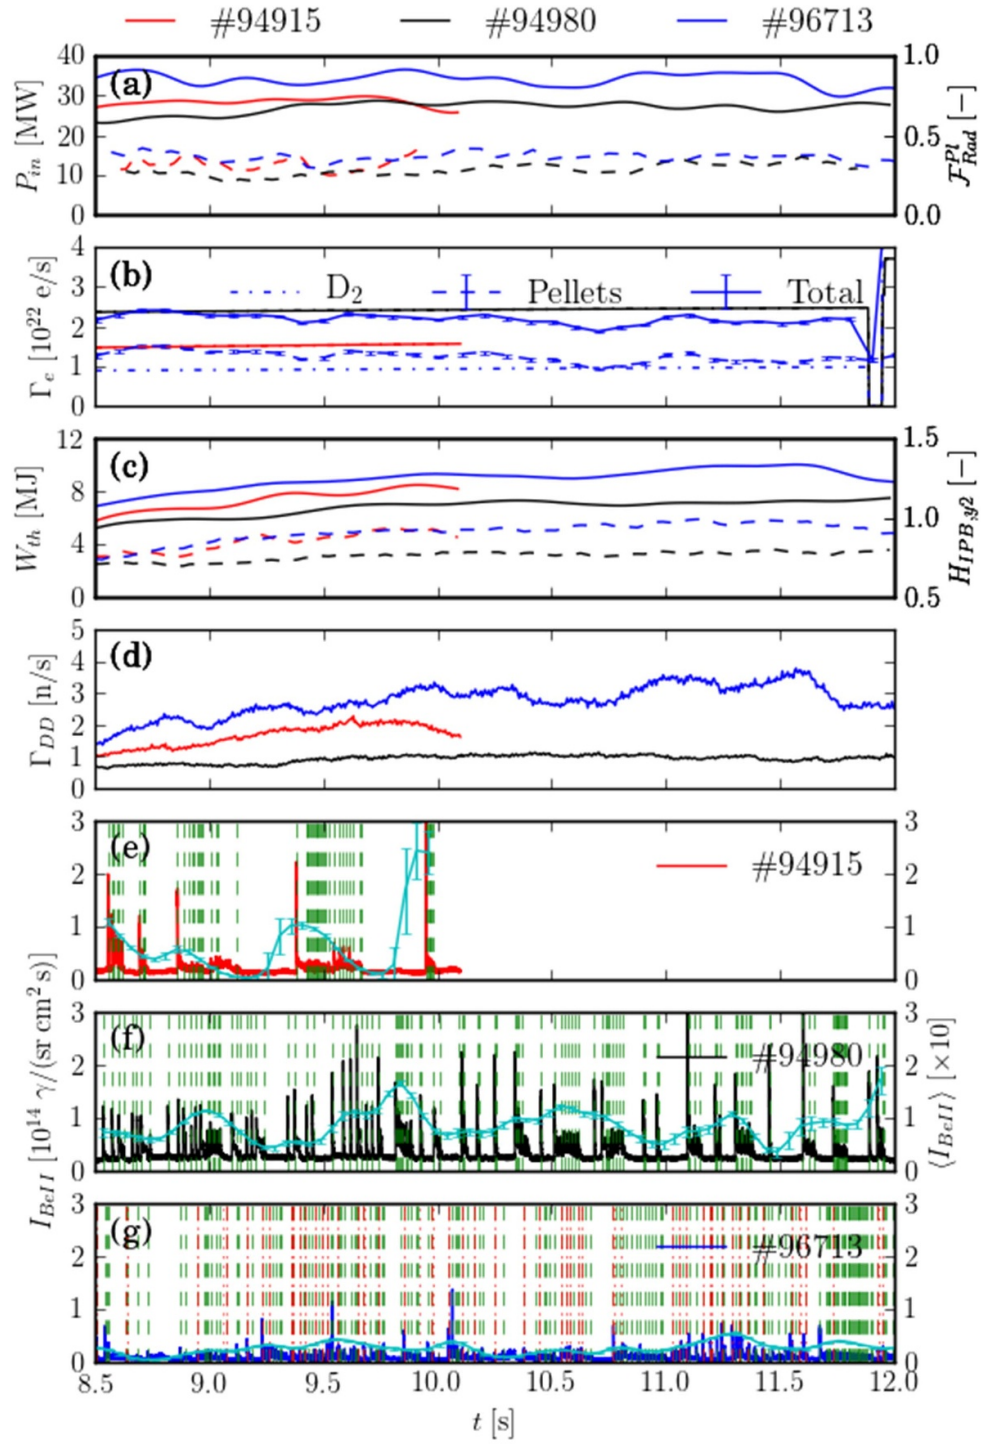 #94915 #94980 #96713
(a)
40
30
20
10
0
P_in [MW]
1.0
0.5
0.0
F^Pl_Rad [−]
(b)
D_2 Pellets Total
4
3
2
1
0
Γ_e [10^22 e/s]
(c)
12
8
4
0
W_th [MJ]
1.5
1.0
0.5
H_IPB,y2 [−]
(d)
5
4
3
2
1
0
Γ_DD [n/s]
(e)
#94915
3
2
1
0
3
2
1
0
(f)
#94980
3
2
1
0
3
2
1
0
I_BeII [10^14 γ/(sr cm^2 s)]
⟨I_BeII⟩ [×10]
(g)
#96713
3
2
1
0
3
2
1
0
8.5 9.0 9.5 10.0 10.5 11.0 11.5 12.0
t [s]